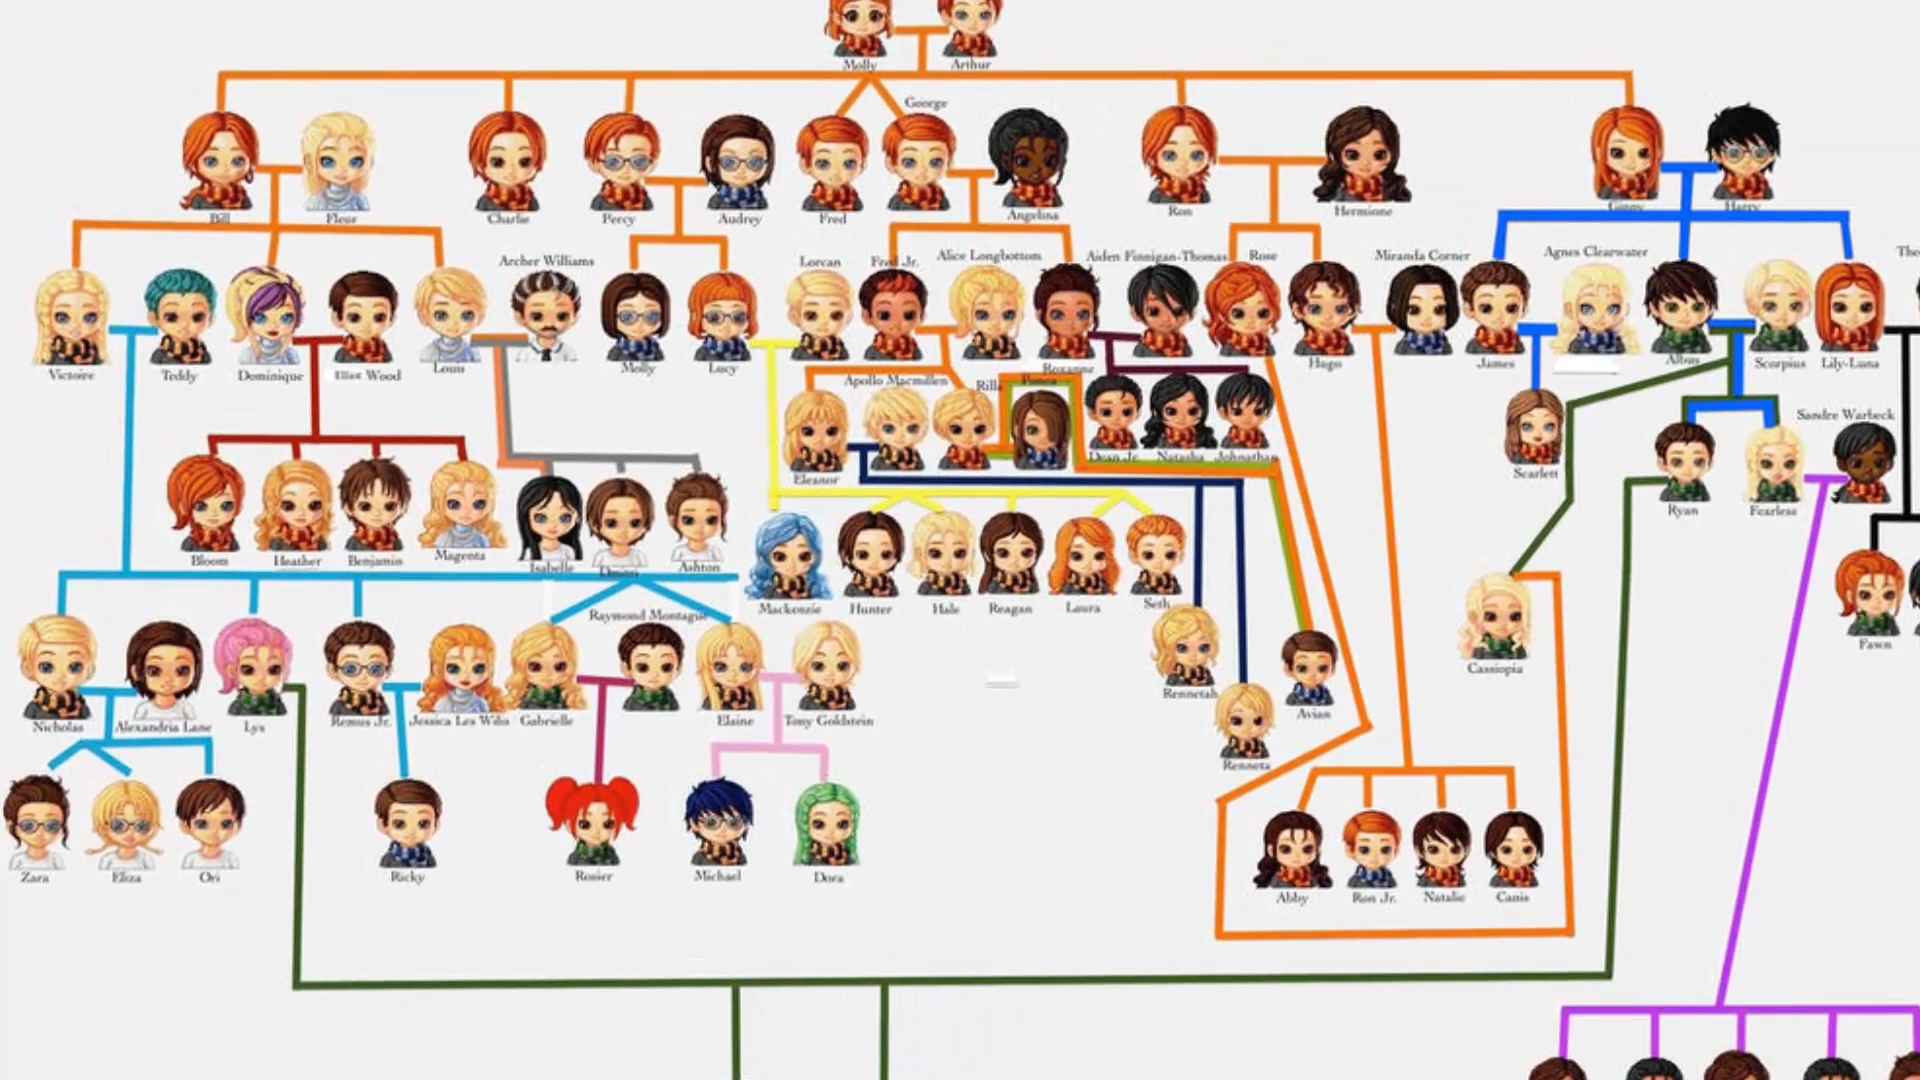 Molly
Arthur
George
Bill
Fleur
Charlie
Percy
Audrey
Fred
Angelina
Ron
Hermione
Ginny
Harry
Archer Williams
Lorcan
Fred Jr.
Alice Longbottom
Aiden Finnigan-Thomas
Rose
Miranda Corner
Agnes Clearwater
Victoire
Teddy
Dominique
Elliot Wood
Louis
Molly
Lucy
Roxanne
Hugo
James
Albus
Scorpius
Lily-Luna
Apollo Macmillen
Rilla
Sandre Warbeck
Eleanor
Dean Jr.
Natasha
Johnathan
Scarlett
Ryan
Fearless
Bloom
Heather
Benjamin
Magenta
Isabelle
Dmitri
Ashton
Mackenzie
Hunter
Hale
Reagan
Laura
Seth
Raymond Montague
Fawn
Cassiopia
Rennetah
Avian
Renneta
Nicholas
Alexandria Lane
Lys
Remus Jr.
Jessica Les Wilis
Gabrielle
Elaine
Tony Goldstein
Zara
Eliza
Ori
Ricky
Rosier
Michael
Dora
Abby
Ron Jr.
Natalie
Canis